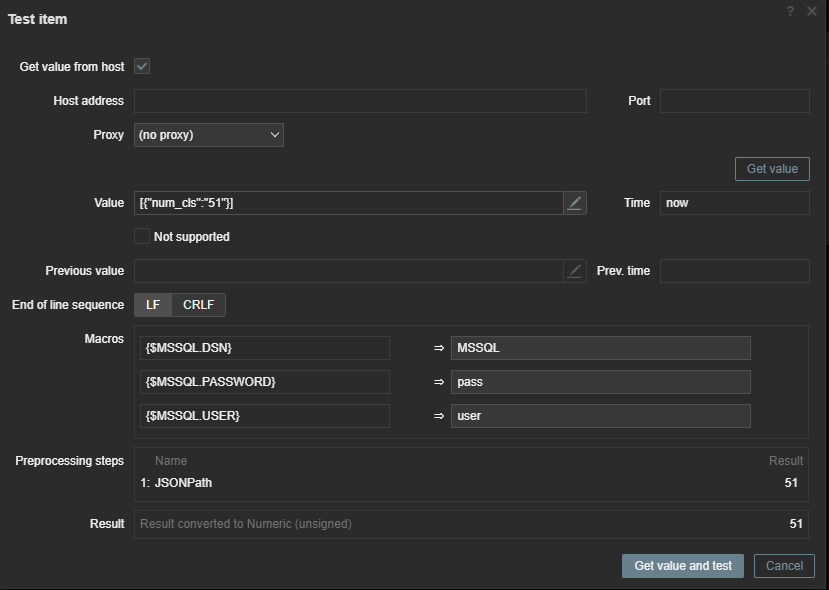 Test item
? ×
Get value from host
Host address
Port
Proxy (no proxy)
Get value
Value [{"num_cls":"51"}] Time now
Not supported
Previous value Prev. time
End of line sequence LF CRLF
Macros
{$MSSQL.DSN} ⇒ MSSQL
{$MSSQL.PASSWORD} ⇒ pass
{$MSSQL.USER} ⇒ user
Preprocessing steps Name Result
1: JSONPath 51
Result Result converted to Numeric (unsigned) 51
Get value and test Cancel